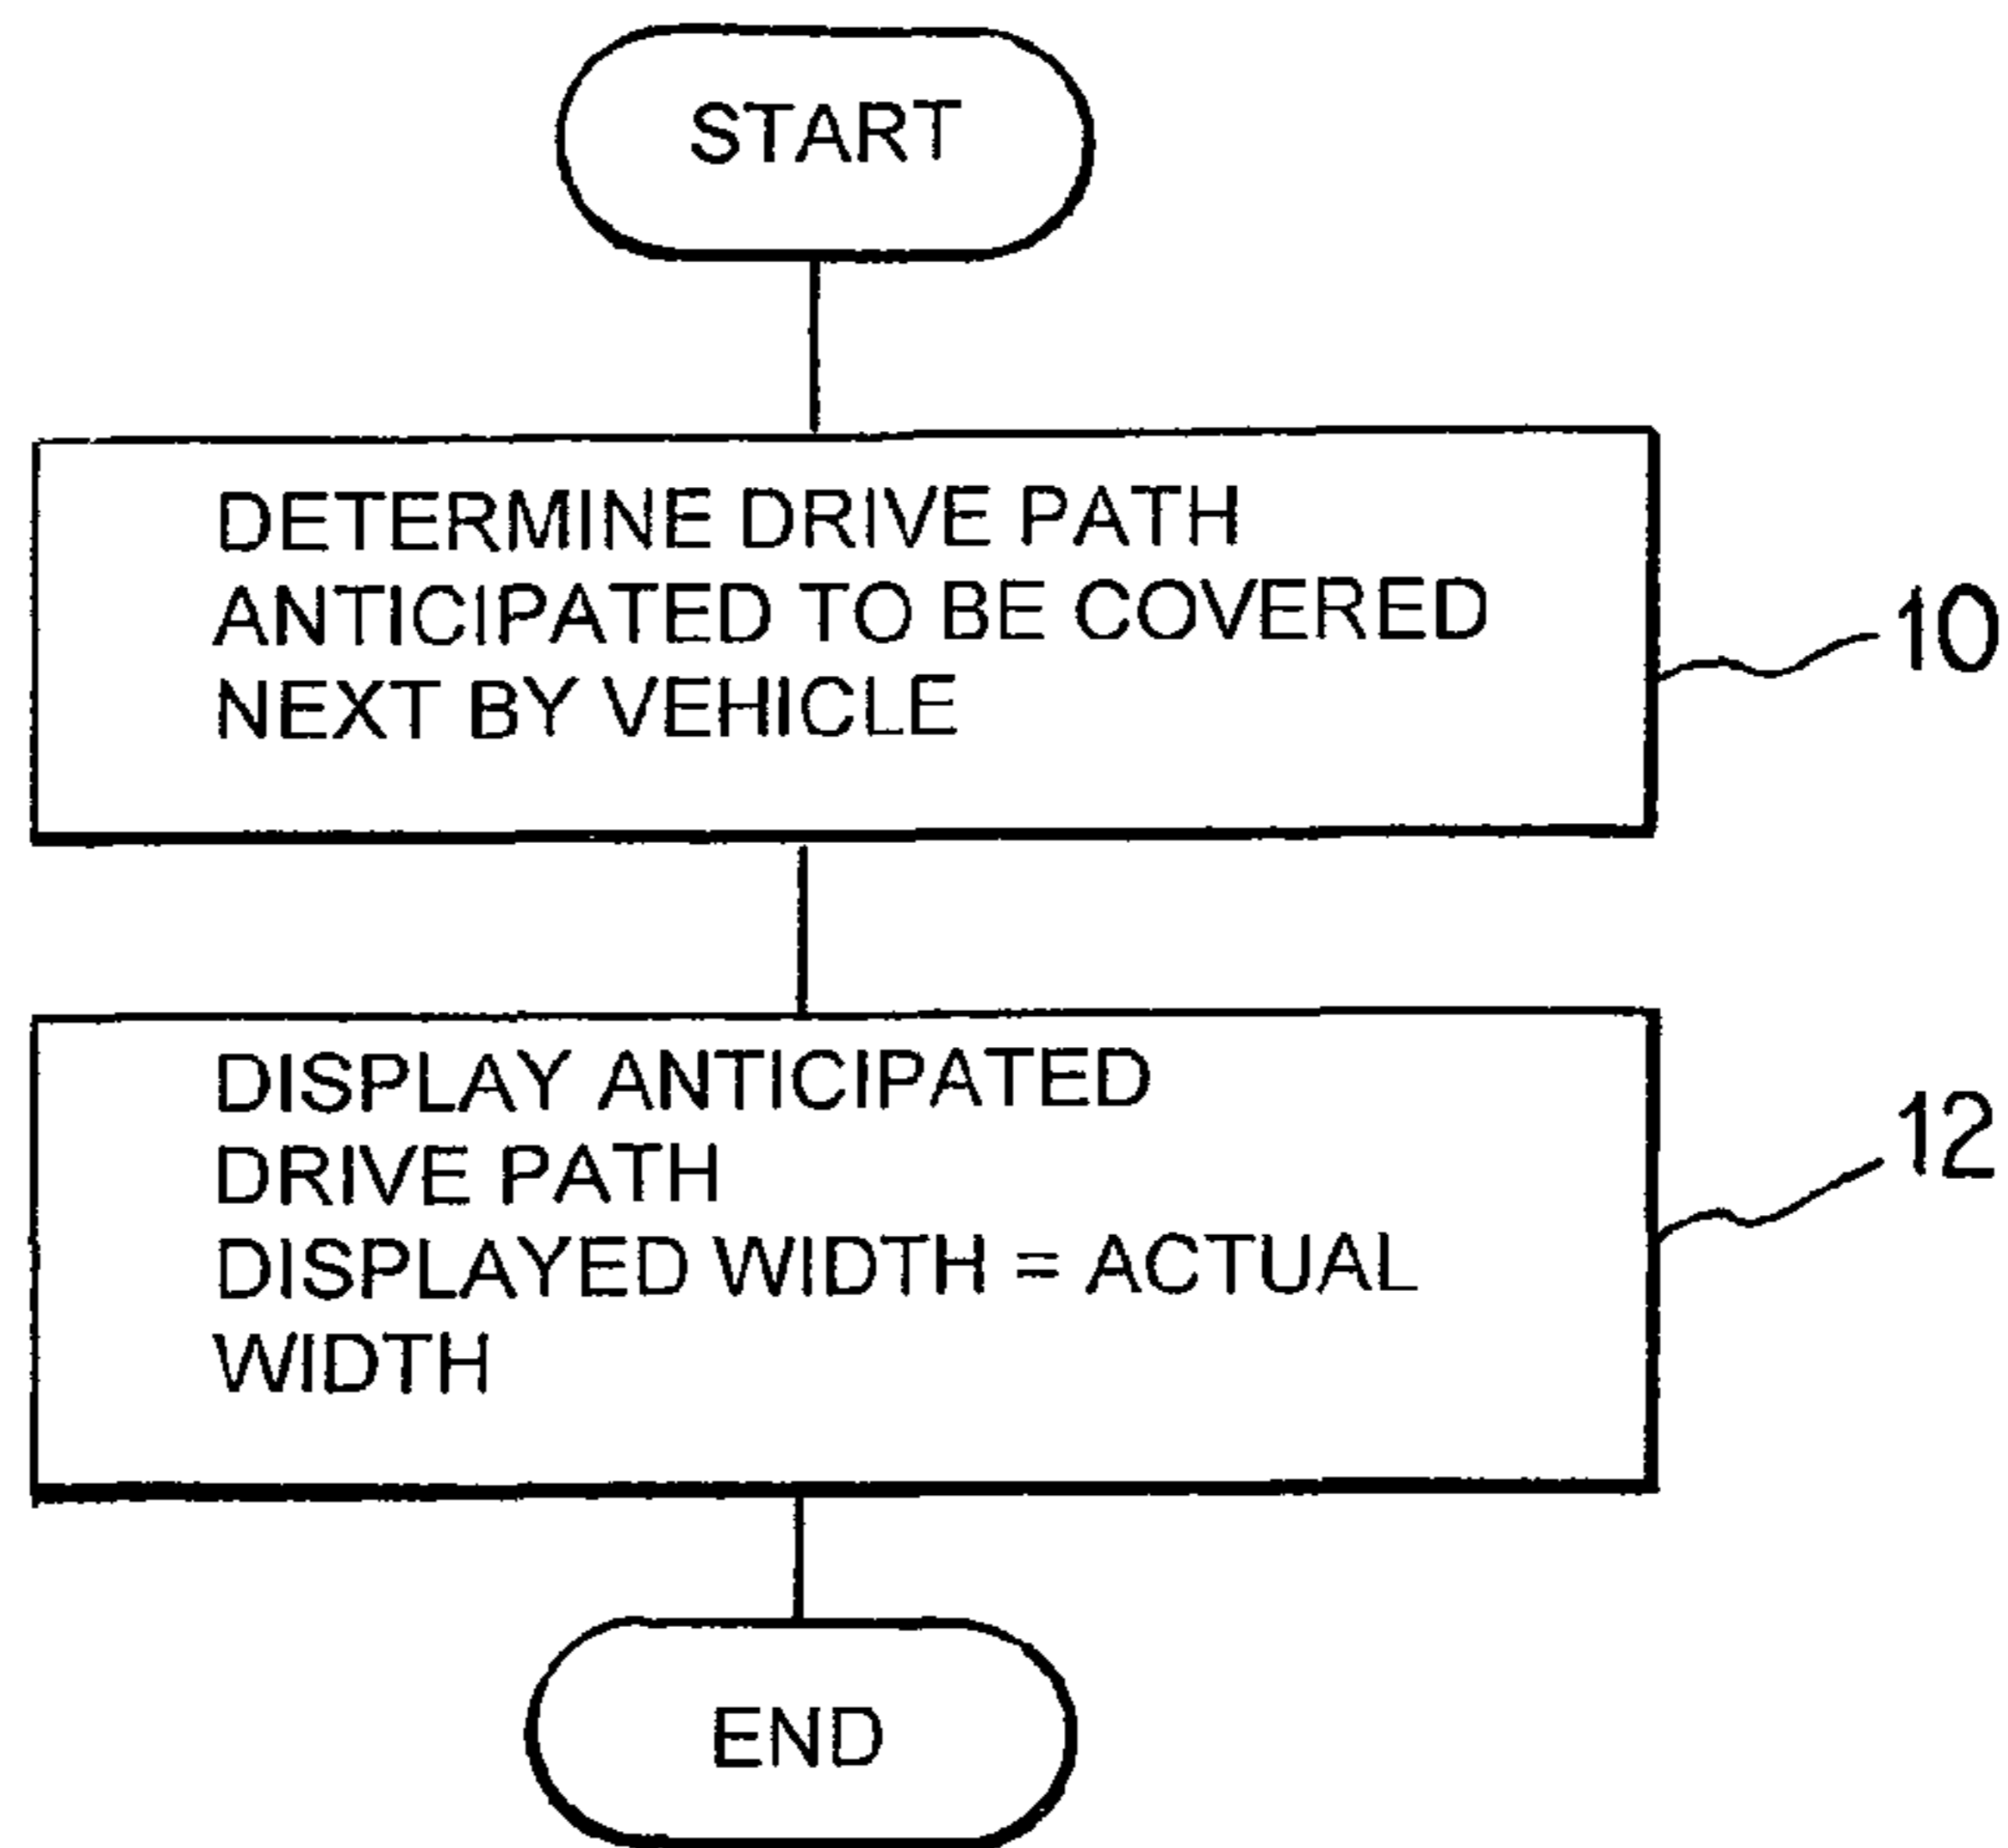 START
DETERMINE DRIVE PATH
ANTICIPATED TO BE COVERED
NEXT BY VEHICLE
10
DISPLAY ANTICIPATED
DRIVE PATH
DISPLAYED WIDTH = ACTUAL
WIDTH
12
END